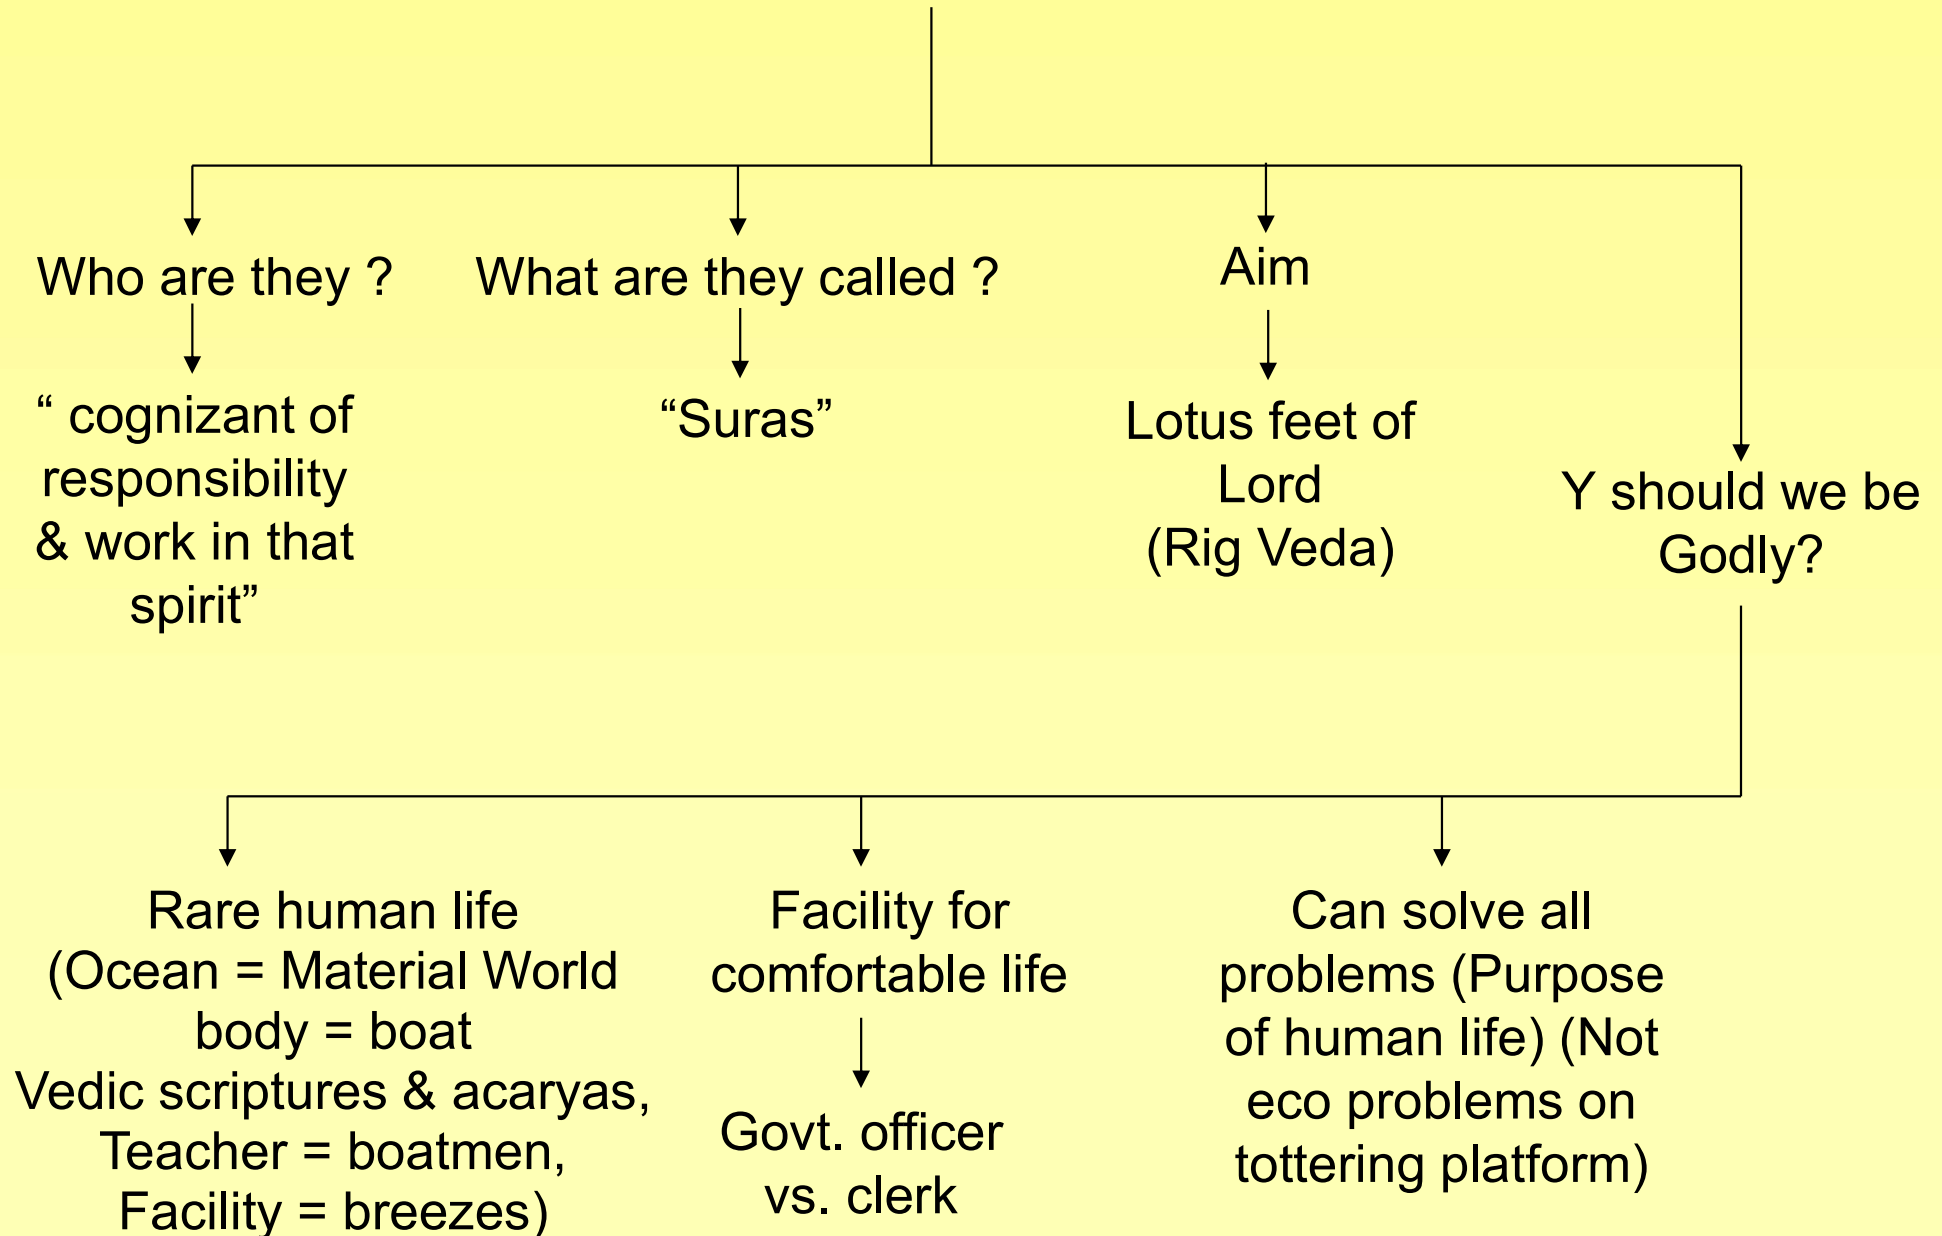 Who are they ?
“ cognizant of
responsibility
& work in that
spirit”
What are they called ?
“Suras”
Aim
Lotus feet of
Lord
(Rig Veda)
Y should we be
Godly?
Rare human life
(Ocean = Material World
body = boat
Vedic scriptures & acaryas,
Teacher = boatmen,
Facility = breezes)
Facility for
comfortable life
Govt. officer
vs. clerk
Can solve all
problems (Purpose
of human life) (Not
eco problems on
tottering platform)